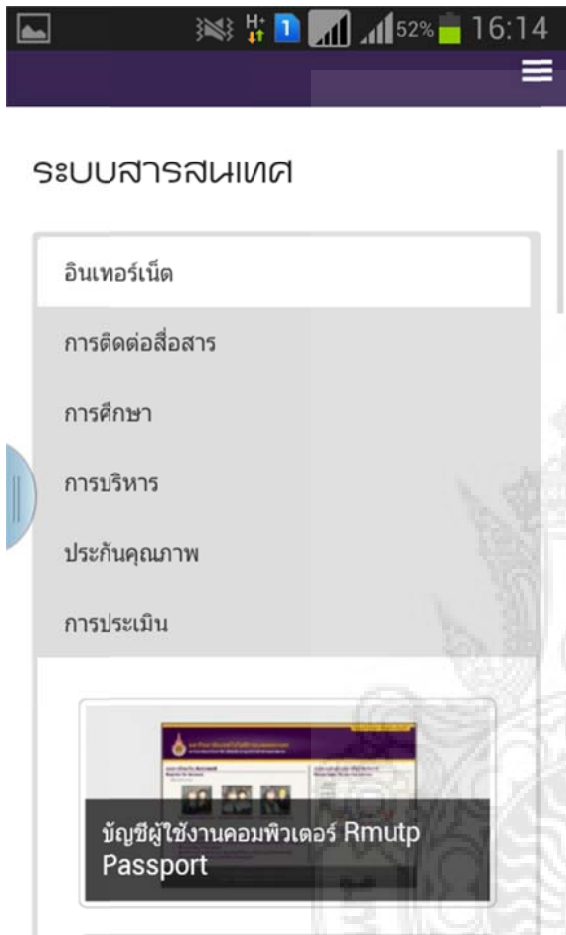 H+ 1 52% 16:14
ระบบสารสนเทศ
อินเทอร์เน็ต
การติดต่อสื่อสาร
การศึกษา
การบริหาร
ประกันคุณภาพ
การประเมิน
บัญชีผู้ใช้งานคอมพิวเตอร์ Rmutp
Passport